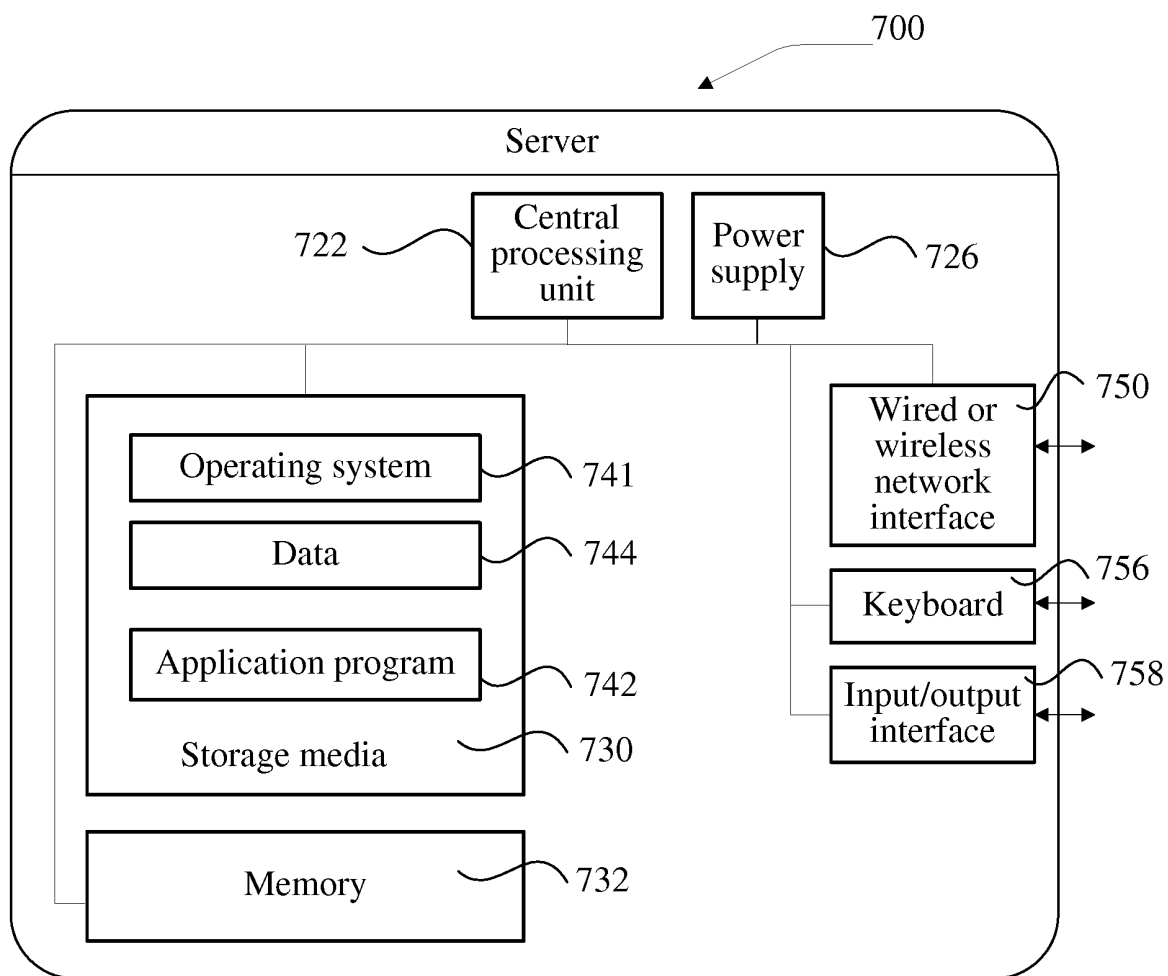 700
Server
Central
processing
unit
722
Power
supply
726
Operating system
741
Data
744
Application program
742
Storage media
730
Memory
732
Wired or
wireless
network
interface
750
Keyboard
756
Input/output
interface
758